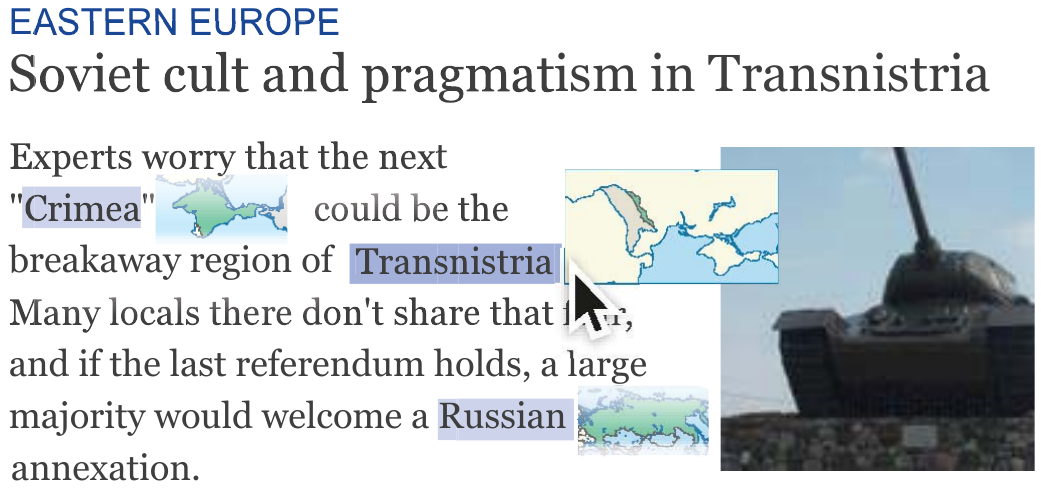 EASTERN EUROPE
Soviet cult and pragmatism in Transnistria
Experts worry that the next
"Crimea" could be the
breakaway region of Transnistria
Many locals there don't share that
and if the last referendum holds, a large
majority would welcome a Russian
annexation.